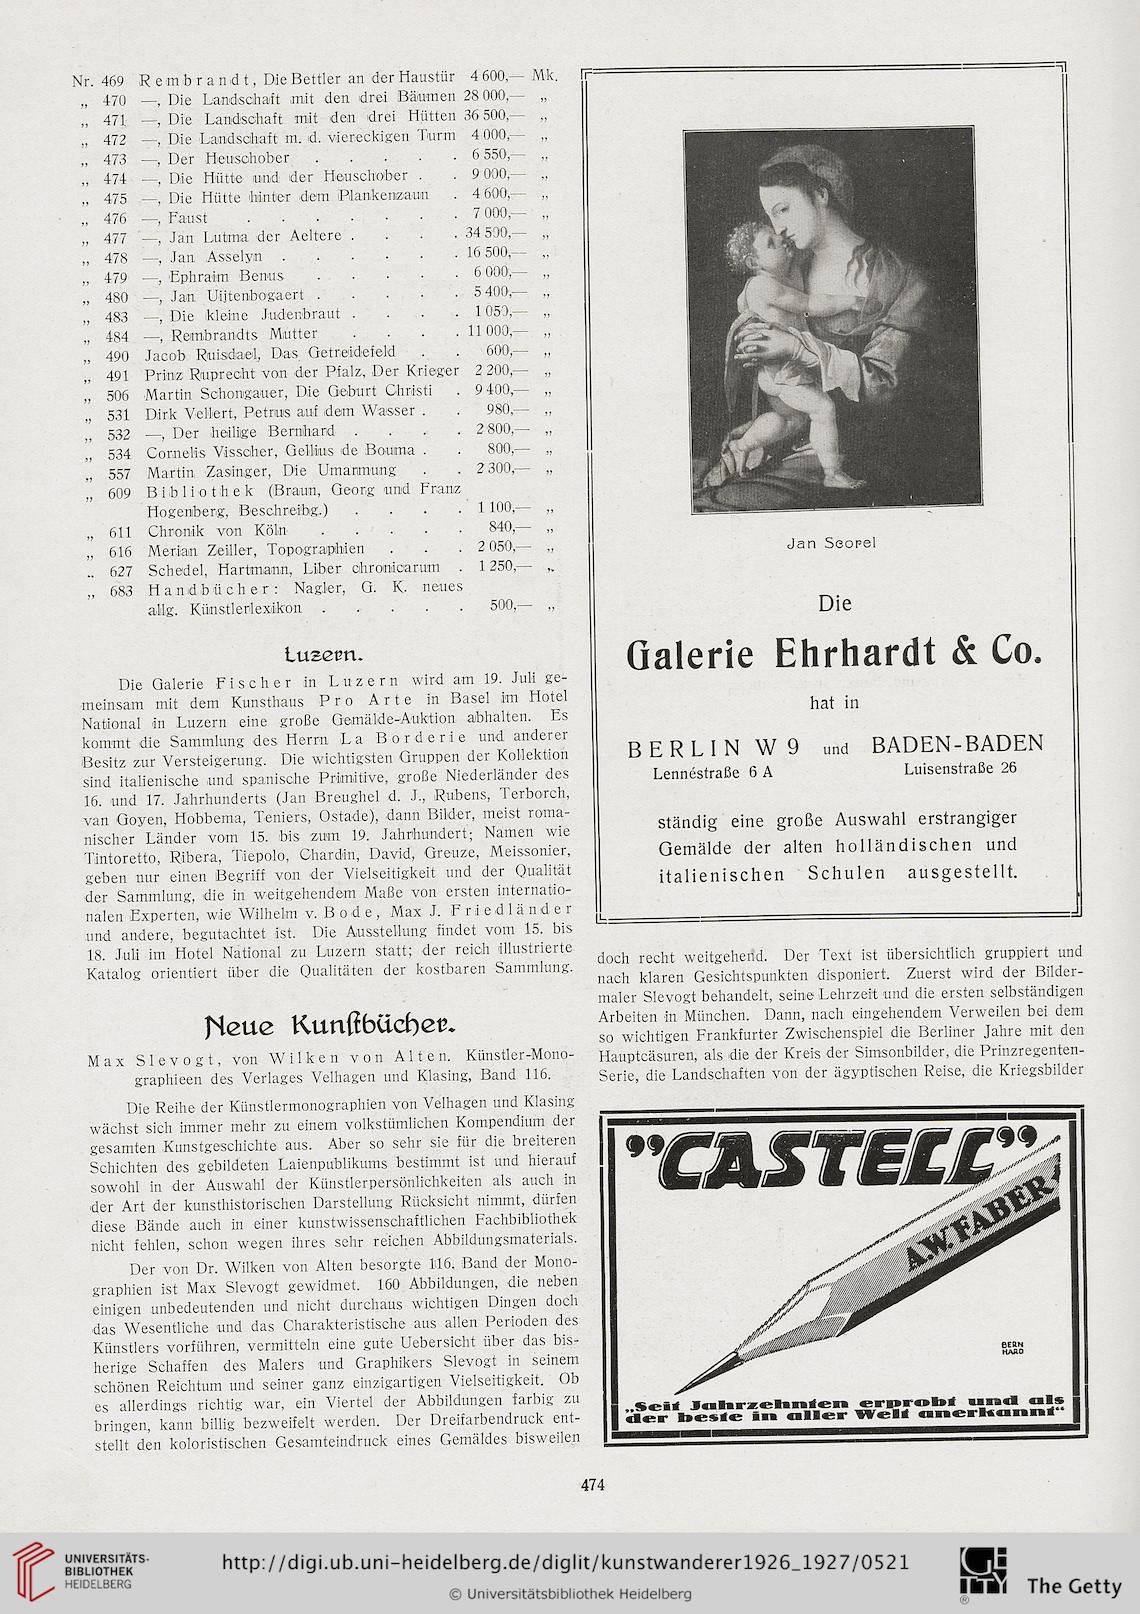 Nr. 469 Rembrandt, Die Bettler an der Haustür 4 600,— Mk.
„ 470 —, Die Landschaft mit den drei Bäumen 28 000,— „
„ 471 —, Die Landschaft mit den drei Hütten 36 500,— „
„ 472 —, Die Landschaft m. d. viereckigen Turm 4 000,— „
„ 473 —, Der Heuschober . . . . . 6 550,— „
„ 474 —, Die Hütte und der Heuschober . . 9 000,— „
„ 475 —, Die Hütte hinter dem Plankenzaun . 4 600,— „
„ 476 —, Faust . . . . . . . 7 000,— „
„ 477 —, Jan Lutma der Aeltere . . . . 34 500,— „
„ 478 —, Jan Asselyn . . . . . . 16 500,— „
„ 479 —, Ephraim Benus . . . . . 6 000,— „
„ 480 —, Jan Uijtenbogaert . . . . . 5 400,— „
„ 483 —, Die kleine Judenbraut . . . . 1 050,— „
„ 484 —, Rembrandts Mutter . . . . 11 000,— „
„ 490 Jacob Ruisdael, Das Getreidefeld . . 600,— „
„ 491 Prinz Ruprecht von der Pfalz, Der Krieger 2 200,— „
„ 506 Martin Schongauer, Die Geburt Christi . 9 400,— „
„ 531 Dirk Vellert, Petrus auf dem Wasser . . 980,— „
„ 532 —, Der heilige Bernhard . . . . 2 800,— „
„ 534 Cornelis Visscher, Gellius de Bouma . . 800,— „
„ 557 Martin Zasinger, Die Umarmung . . 2 300,— „
„ 609 Bibliothek (Braun, Georg und Franz
Hogenberg, Beschreibg.) . . . . 1 100,— „
„ 611 Chronik von Köln . . . . . 840,— „
„ 616 Merian Zeiller, Topographien . . . 2 050,— „
„ 627 Schedel, Hartmann, Liber chronicarum . 1 250,— „
„ 683 Handbücher: Nagler, G. K. neues
allg. Künstlerlexikon . . . . . 500,— „
Luzern.
Die Galerie Fischer in Luzern wird am 19. Juli ge-
meinsam mit dem Kunsthaus Pro Arte in Basel im Hotel
National in Luzern eine große Gemälde-Auktion abhalten. Es
kommt die Sammlung des Herrn La Borderie und anderer
Besitz zur Versteigerung. Die wichtigsten Gruppen der Kollektion
sind italienische und spanische Primitive, große Niederländer des
16. und 17. Jahrhunderts (Jan Breughel d. J., Rubens, Terborch,
van Goyen, Hobbema, Teniers, Ostade), dann Bilder, meist roma-
nischer Länder vom 15. bis zum 19. Jahrhundert; Namen wie
Tintoretto, Ribera, Tiepolo, Chardin, David, Greuze, Meissonier,
geben nur einen Begriff von der Vielseitigkeit und der Qualität
der Sammlung, die in weitgehendem Maße von ersten internatio-
nalen Experten, wie Wilhelm v. Bode, Max J. Friedländer
und andere, begutachtet ist. Die Ausstellung findet vom 15. bis
18. Juli im Hotel National zu Luzern statt; der reich illustrierte
Katalog orientiert über die Qualitäten der kostbaren Sammlung.
Neue Kunstbücher.
Max Slevogt, von Wilken von Alten. Künstler-Mono-
graphieen des Verlages Velhagen und Klasing, Band 116.
Die Reihe der Künstlermonographien von Velhagen und Klasing
wächst sich immer mehr zu einem volkstümlichen Kompendium der
gesamten Kunstgeschichte aus. Aber so sehr sie für die breiteren
Schichten des gebildeten Laienpublikums bestimmt ist und hierauf
sowohl in der Auswahl der Künstlerpersönlichkeiten als auch in
der Art der kunsthistorischen Darstellung Rücksicht nimmt, dürfen
diese Bände auch in einer kunstwissenschaftlichen Fachbibliothek
nicht fehlen, schon wegen ihres sehr reichen Abbildungsmaterials.
Der von Dr. Wilken von Alten besorgte 116. Band der Mono-
graphien ist Max Slevogt gewidmet. 160 Abbildungen, die neben
einigen unbedeutenden und nicht durchaus wichtigen Dingen doch
das Wesentliche und das Charakteristische aus allen Perioden des
Künstlers vorführen, vermitteln eine gute Uebersicht über das bis-
herige Schaffen des Malers und Graphikers Slevogt in seinem
schönen Reichtum und seiner ganz einzigartigen Vielseitigkeit. Ob
es allerdings richtig war, ein Viertel der Abbildungen farbig zu
bringen, kann billig bezweifelt werden. Der Dreifarbendruck ent-
stellt den koloristischen Gesamteindruck eines Gemäldes bisweilen
Jan Scorel
Die
Galerie Ehrhardt & Co.
hat in
BERLIN W 9 und BADEN-BADEN
Lennéstraße 6 A Luisenstraße 26
ständig eine große Auswahl erstrangiger
Gemälde der alten holländischen und
italienischen Schulen ausgestellt.
doch recht weitgehend. Der Text ist übersichtlich gruppiert und
nach klaren Gesichtspunkten disponiert. Zuerst wird der Bilder-
maler Slevogt behandelt, seine Lehrzeit und die ersten selbständigen
Arbeiten in München. Dann, nach eingehendem Verweilen bei dem
so wichtigen Frankfurter Zwischenspiel die Berliner Jahre mit den
Hauptcäsuren, als die der Kreis der Simsonbilder, die Prinzregenten-
Serie, die Landschaften von der ägyptischen Reise, die Kriegsbilder
"CASTELL"
A.W. FABER
BERN
HARD
„Seit Jahrzehnten erprobt und als
der beste in aller Welt anerkannt“
474
UNIVERSITÄTS-
BIBLIOTHEK
HEIDELBERG
http://digi.ub.uni-heidelberg.de/diglit/kunstwanderer1926_1927/0521
© Universitätsbibliothek Heidelberg
GETTY
®
The Getty